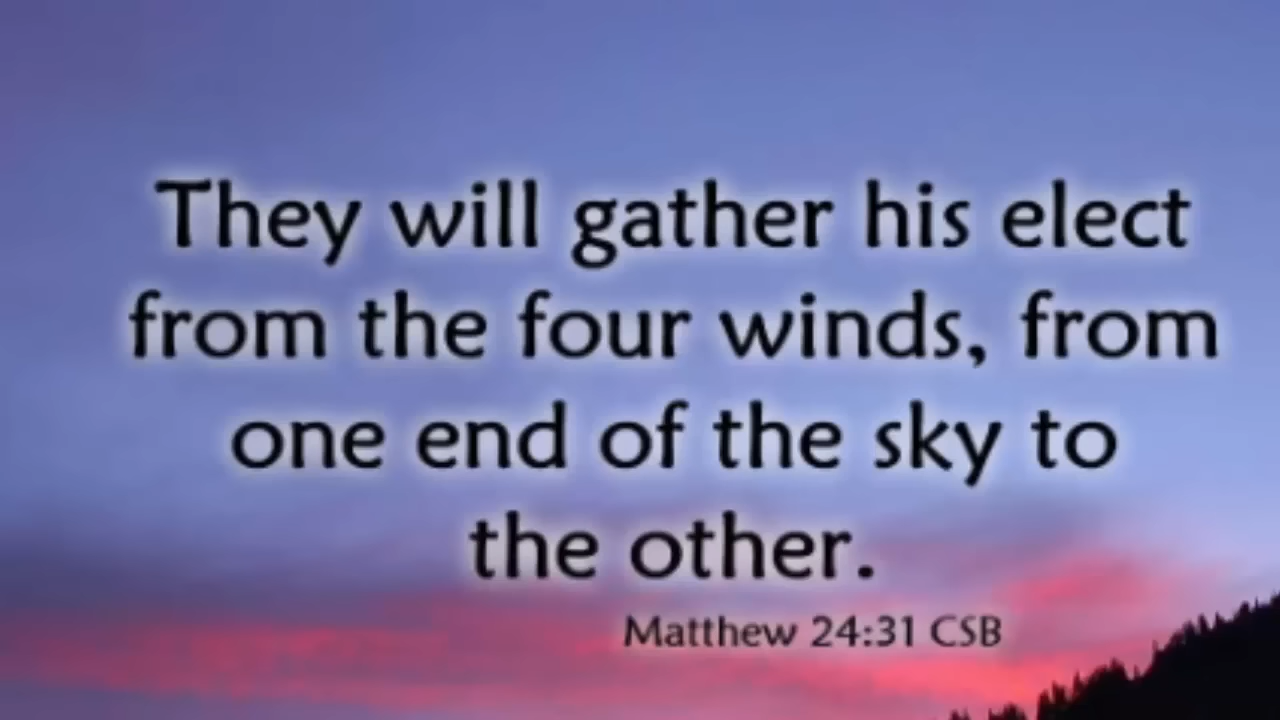 They will gather his elect
from the four winds, from
one end of the sky to
the other.
Matthew 24:31 CSB